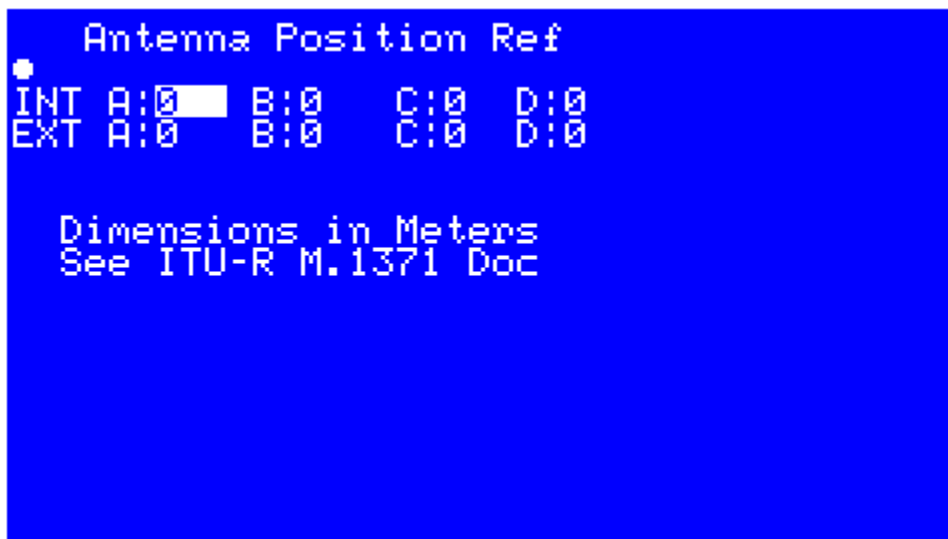 Antenna Position Ref
INT A:0 B:0 C:0 D:0
EXT A:0 B:0 C:0 D:0
Dimensions in Meters
See ITU-R M.1371 Doc